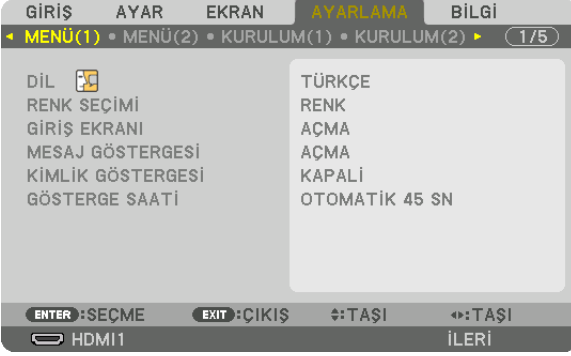 GİRİŞ AYAR EKRAN AYARLAMA BİLGİ
MENÜ(1) • MENÜ(2) • KURULUM(1) • KURULUM(2) 1/5
DİL TÜRKÇE
RENK SEÇİMİ RENK
GİRİŞ EKRANI AÇMA
MESAJ GÖSTERGESİ AÇMA
KİMLİK GÖSTERGESİ KAPALI
GÖSTERGE SAATİ OTOMATİK 45 SN
ENTER :SEÇME EXIT :ÇIKIŞ :TAŞI :TAŞI
HDMI1 İLERİ